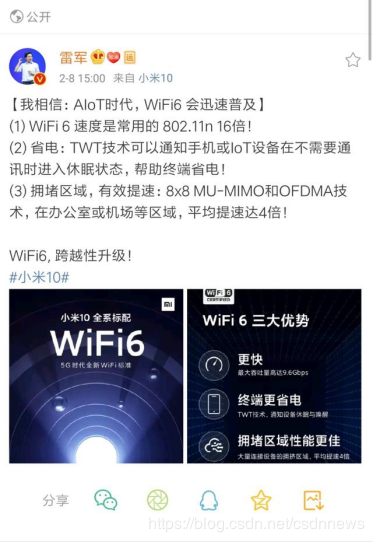 公开
雷军
2-8 15:00 来自 小米10
【我相信：AIoT时代，WiFi6 会迅速普及】
(1) WiFi 6 速度是常用的 802.11n 16倍！
(2) 省电：TWT技术可以通知手机或IoT设备在不需要通
讯时进入休眠状态，帮助终端省电！
(3) 拥堵区域，有效提速：8x8 MU-MIMO和OFDMA技
术，在办公室或机场等区域，平均提速达4倍！
WiFi6, 跨越性升级！
#小米10#
小米10 全系标配
WiFi6
5G时代全新WiFi标准
WiFi 6
CERTIFIED
WiFi 6 三大优势
更快
最大吞吐量高达9.6Gbps
终端更省电
TWT技术，通知设备休眠与唤醒
拥堵区域性能更佳
大量连接设备的拥挤区域，平均提速4倍
分享
https://blog.csdn.net/csdnnews